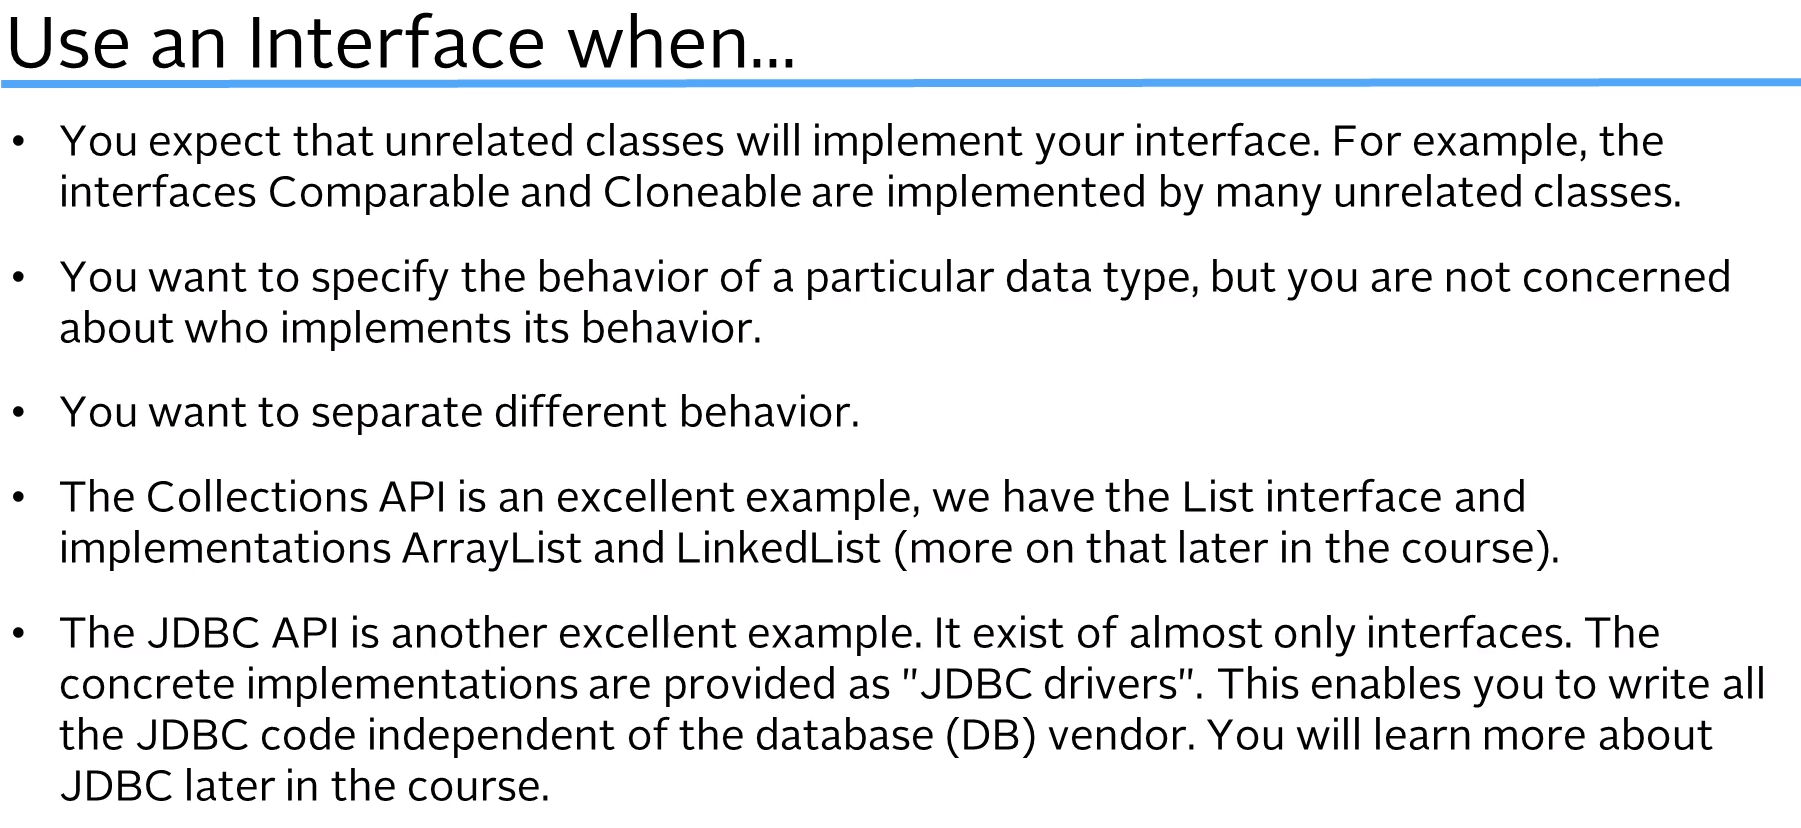 Use an Interface when...
• You expect that unrelated classes will implement your interface. For example, the
interfaces Comparable and Cloneable are implemented by many unrelated classes.
• You want to specify the behavior of a particular data type, but you are not concerned
about who implements its behavior.
• You want to separate different behavior.
• The Collections API is an excellent example, we have the List interface and
implementations ArrayList and LinkedList (more on that later in the course).
• The JDBC API is another excellent example. It exist of almost only interfaces. The
concrete implementations are provided as "JDBC drivers". This enables you to write all
the JDBC code independent of the database (DB) vendor. You will learn more about
JDBC later in the course.